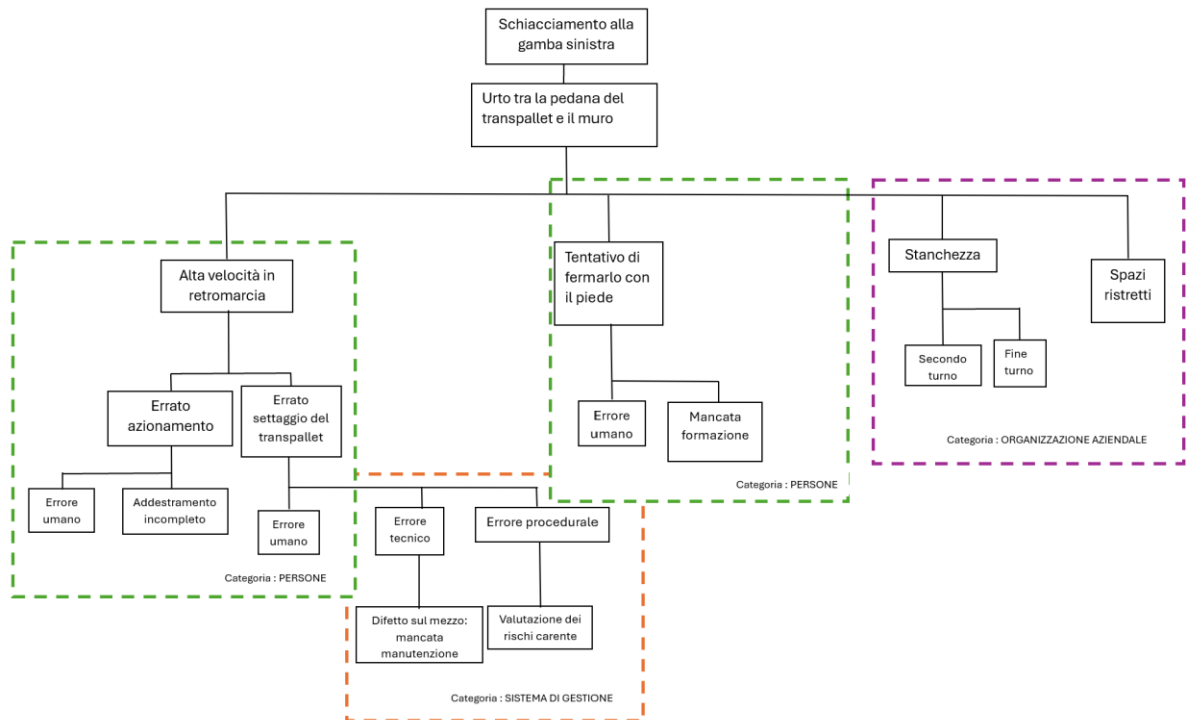 Schiacciamento alla
gamba sinistra
Urto tra la pedana del
transpallet e il muro
Alta velocità in
retromarcia
Errato
azionamento
Errato
settaggio del
transpallet
Errore
umano
Addestramento
incompleto
Errore
umano
Categoria : PERSONE
Errore
tecnico
Errore procedurale
Difetto sul mezzo:
mancata
manutenzione
Valutazione dei
rischi carente
Categoria : SISTEMA DI GESTIONE
Tentativo di
fermarlo con
il piede
Errore
umano
Mancata
formazione
Categoria : PERSONE
Stanchezza
Spazi
ristretti
Secondo
turno
Fine
turno
Categoria : ORGANIZZAZIONE AZIENDALE